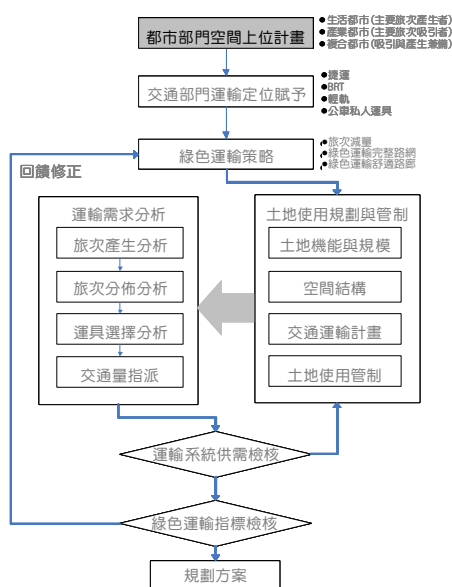 都市部門空間上位計畫
●生活都市(主要旅次產生者)
●產業都市(主要旅次吸引者)
●複合都市(吸引與產生兼備)
交通部門運輸定位賦予
●捷運
●BRT
●輕軌
●公車私人運具
綠色運輸策略
●旅次減量
●綠色運輸完整路網
●綠色運輸舒適路廊
回饋修正
運輸需求分析
旅次產生分析
旅次分佈分析
運具選擇分析
交通量指派
土地使用規劃與管制
土地機能與規模
空間結構
交通運輸計畫
土地使用管制
運輸系統供需檢核
綠色運輸指標檢核
規劃方案